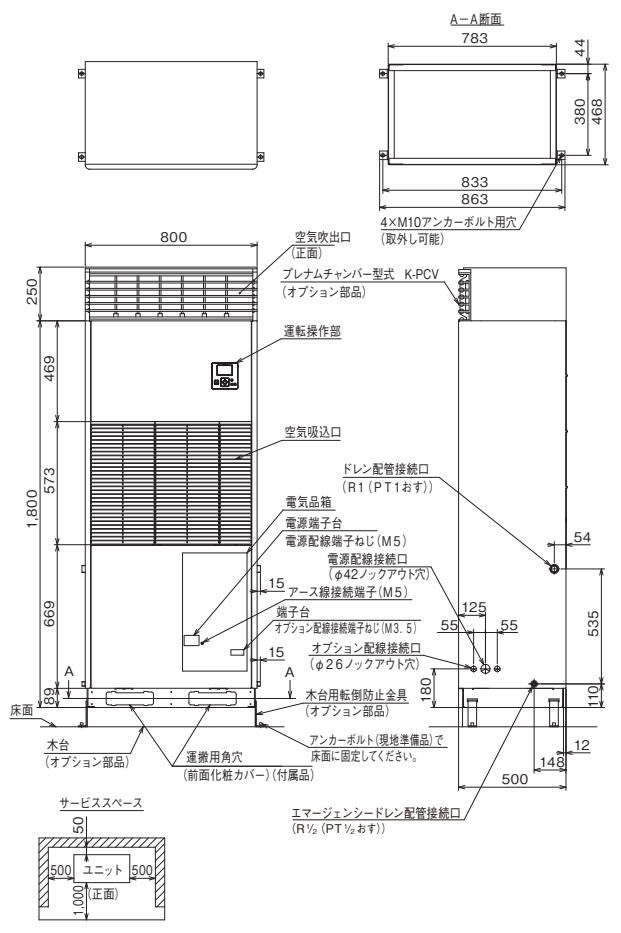 A－A断面
783
44
380
468
833
863
4×M10アンカーボルト用穴
(取外し可能)
800
空気吹出口
(正面)
プレナムチャンバー型式 K-PCV
(オプション部品)
250
運転操作部
469
空気吸込口
573
1,800
ドレン配管接続口
(R1(PT1おす))
電気品箱
電源端子台
電源配線端子ねじ(M5)
54
電源配線接続口
(φ42ノックアウト穴)
15
アース線接続端子(M5)
125
669
端子台
オプション配線接続端子ねじ(M3.5)
55
55
535
15
オプション配線接続口
(φ26ノックアウト穴)
A
A
89
180
110
木台用転倒防止金具
(オプション部品)
床面
木台
(オプション部品)
運搬用角穴
(前面化粧カバー)(付属品)
アンカーボルト(現地準備品)で
床面に固定してください。
12
148
500
エマージェンシードレン配管接続口
(R½(PT½おす))
サービススペース
50
500
ユニット
500
(正面)
1,000